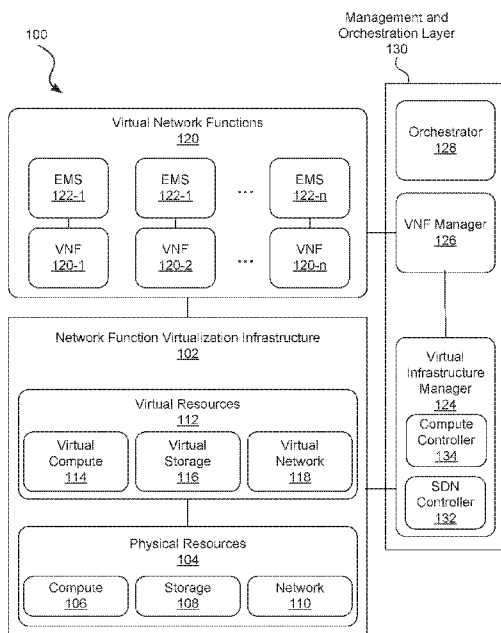 Management and
Orchestration Layer
130
100
Virtual Network Functions
120
EMS
122-1
EMS
122-1
...
EMS
122-n
VNF
120-1
VNF
120-2
...
VNF
120-n
Orchestrator
128
VNF Manager
126
Network Function Virtualization Infrastructure
102
Virtual Resources
112
Virtual
Compute
114
Virtual
Storage
116
Virtual
Network
118
Physical Resources
104
Compute
106
Storage
108
Network
110
Virtual
Infrastructure
Manager
124
Compute
Controller
134
SDN
Controller
132